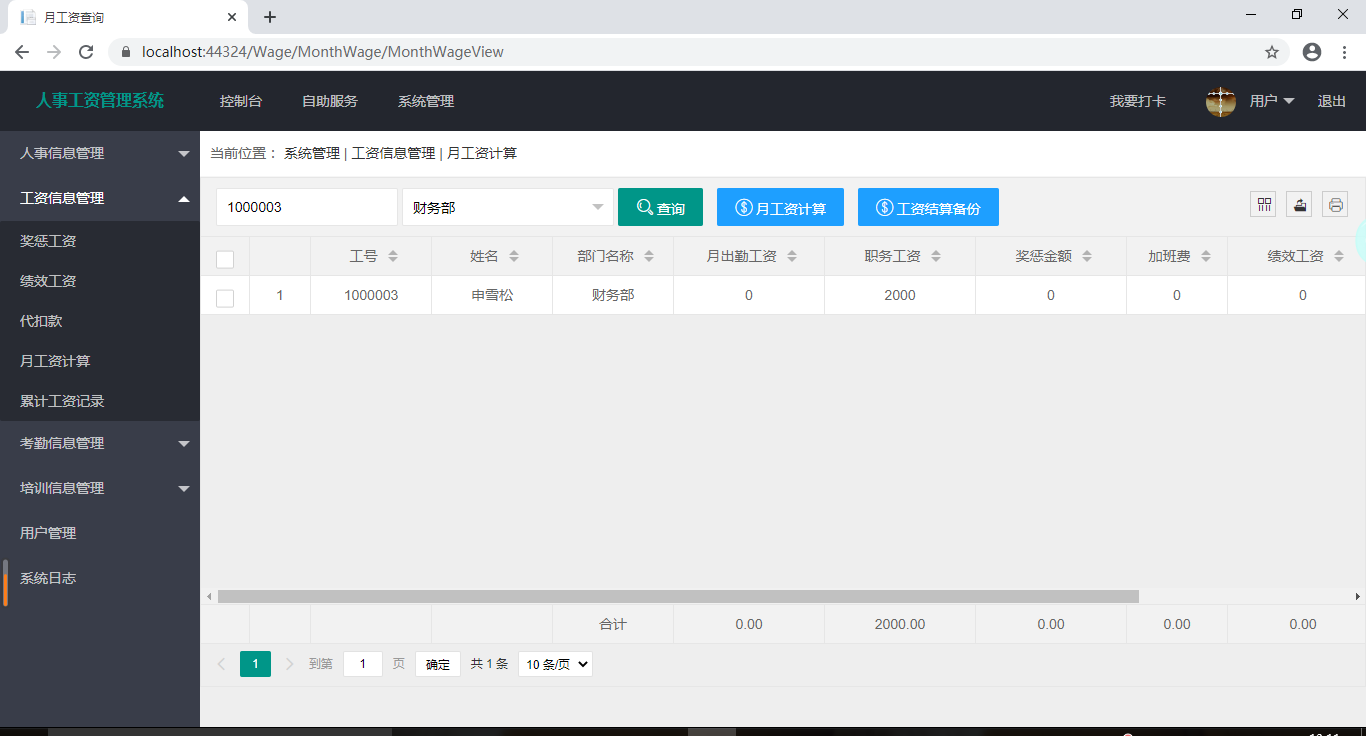 月工资查询
localhost:44324/Wage/MonthWage/MonthWageView
人事工资管理系统 控制台 自助服务 系统管理 我要打卡 用户 退出
人事信息管理
工资信息管理
奖惩工资
绩效工资
代扣款
月工资计算
累计工资记录
考勤信息管理
培训信息管理
用户管理
系统日志
当前位置： 系统管理 | 工资信息管理 | 月工资计算
1000003 财务部 查询 月工资计算 工资结算备份
工号 姓名 部门名称 月出勤工资 职务工资 奖惩金额 加班费 绩效工资
1 1000003 申雪松 财务部 0 2000 0 0 0
合计 0.00 2000.00 0.00 0.00 0.00
1 到第 1 页 确定 共 1 条 10 条/页